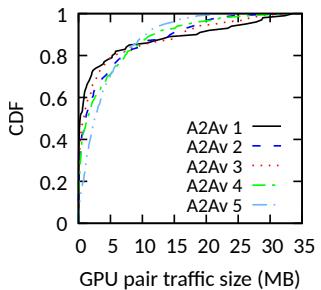 1
0.8
0.6
0.4
0.2
0
CDF
A2Av 1
A2Av 2
A2Av 3
A2Av 4
A2Av 5
0 5 10 15 20 25 30 35
GPU pair traffic size (MB)